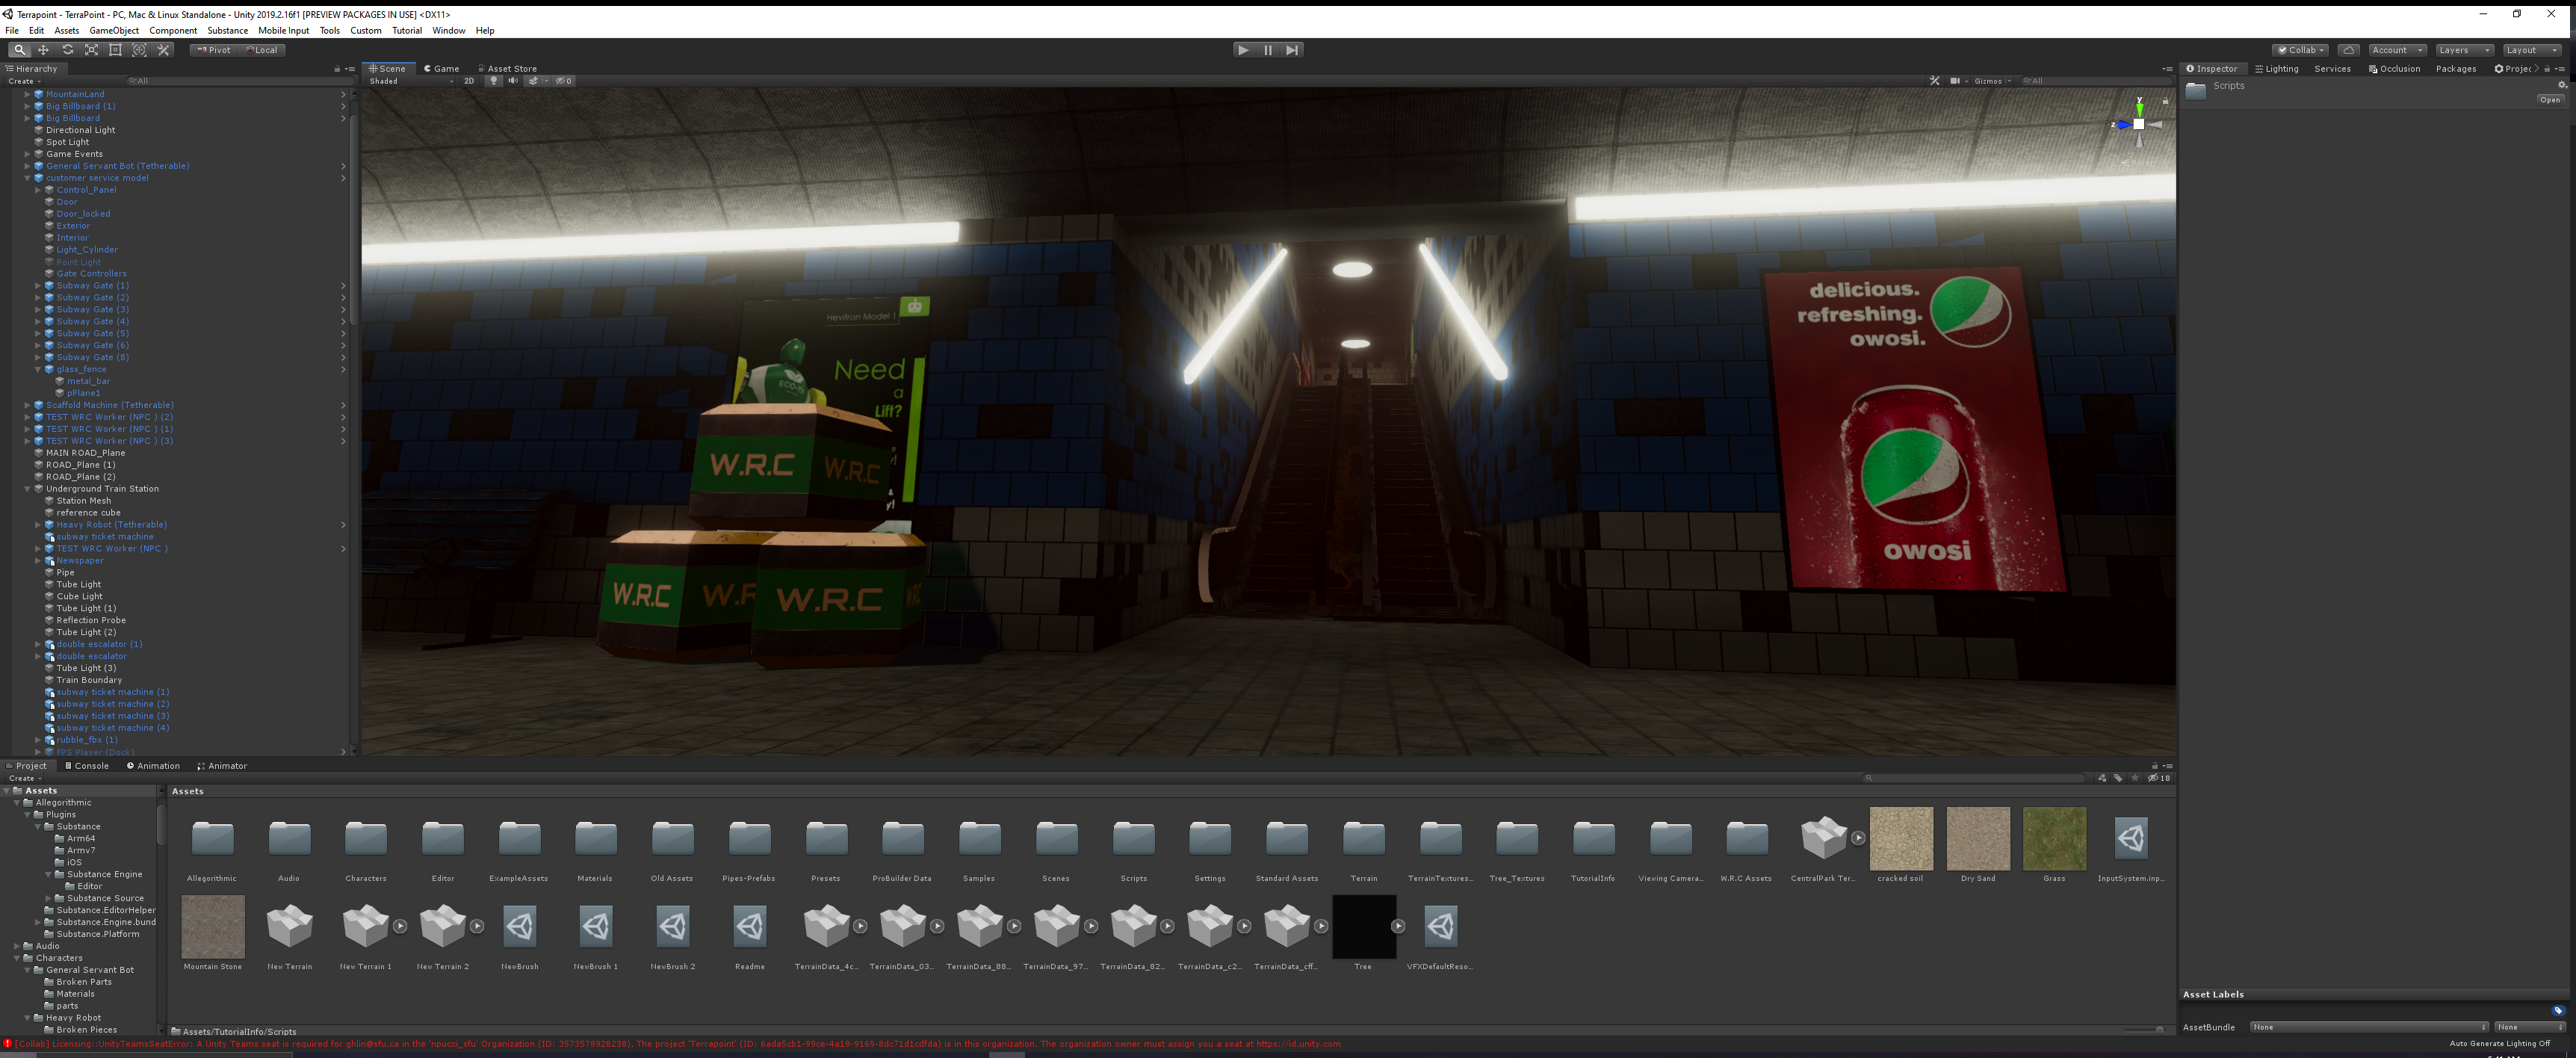 Terrapoint - TerraPoint - PC, Mac & Linux Standalone - Unity 2019.2.16f1 [PREVIEW PACKAGES IN USE] <DX11>
File Edit Assets GameObject Component Substance Mobile Input Tools Custom Tutorial Window Help
Pivot Local Collab Account Layers Layout
Hierarchy
Create All
MountainLand
Big Billboard (1)
Big Billboard
Directional Light
Spot Light
Game Events
General Servant Bot (Tetherable)
customer service model
Control_Panel
Door
Door_locked
Exterior
Interior
Light_Cylinder
Point Light
Gate Controllers
Subway Gate (1)
Subway Gate (2)
Subway Gate (3)
Subway Gate (4)
Subway Gate (5)
Subway Gate (6)
Subway Gate (8)
glass_fence
metal_bar
pPlane1
Scaffold Machine (Tetherable)
TEST WRC Worker (NPC ) (2)
TEST WRC Worker (NPC ) (1)
TEST WRC Worker (NPC ) (3)
MAIN ROAD_Plane
ROAD_Plane (1)
ROAD_Plane (2)
Underground Train Station
Station Mesh
reference cube
Heavy Robot (Tetherable)
subway ticket machine
TEST WRC Worker (NPC )
Newspaper
Pipe
Tube Light
Cube Light
Tube Light (1)
Reflection Probe
Tube Light (2)
double escalator (1)
double escalator
Tube Light (3)
Train Boundary
subway ticket machine (1)
subway ticket machine (2)
subway ticket machine (3)
subway ticket machine (4)
rubble_fbx (1)
FPS Player (Dock)
Scene Game Asset Store
Shaded 2D 0 Gizmos All
y
z
Hevitron Model I
Need
a
Lift?
ECO
W.R.C W.R.C
W.R.C W.R W.R.C
delicious.
refreshing.
owosi.
owosi
Inspector Lighting Services Occlusion Packages Projec
Scripts
Open
Project Console Animation Animator
Create 18
Assets
Allegorithmic
Plugins
Substance
Arm64
Armv7
iOS
Substance Engine
Editor
Substance Source
Substance.EditorHelper
Substance.Engine.bund
Substance.Platform
Audio
Characters
General Servant Bot
Broken Parts
Materials
parts
Heavy Robot
Broken Pieces
Assets
Allegorithmic Audio Characters Editor ExampleAssets Materials Old Assets Pipes-Prefabs Presets ProBuilder Data Samples Scenes Scripts Settings Standard Assets Terrain TerrainTextures... Tree_Textures TutorialInfo Viewing Camera... W.R.C Assets CentralPark Ter... cracked soil Dry Sand Grass InputSystem.inp...
Mountain Stone New Terrain New Terrain 1 New Terrain 2 NewBrush NewBrush 1 NewBrush 2 Readme TerrainData_4c... TerrainData_03... TerrainData_88... TerrainData_97... TerrainData_82... TerrainData_c2... TerrainData_cff... Tree VFXDefaultReso...
Assets/TutorialInfo/Scripts
Asset Labels
AssetBundle None None
[Collab] Licensing::UnityTeamsSeatError: A Unity Teams seat is required for ghlin@sfu.ca in the 'npucci_sfu' Organization (ID: 3573578928238). The project 'Terrapoint' (ID: 6ada5cb1-99ce-4a19-9169-8dc71d1cdfda) is in this organization. The organization owner must assign you a seat at https://id.unity.com
Auto Generate Lighting Off